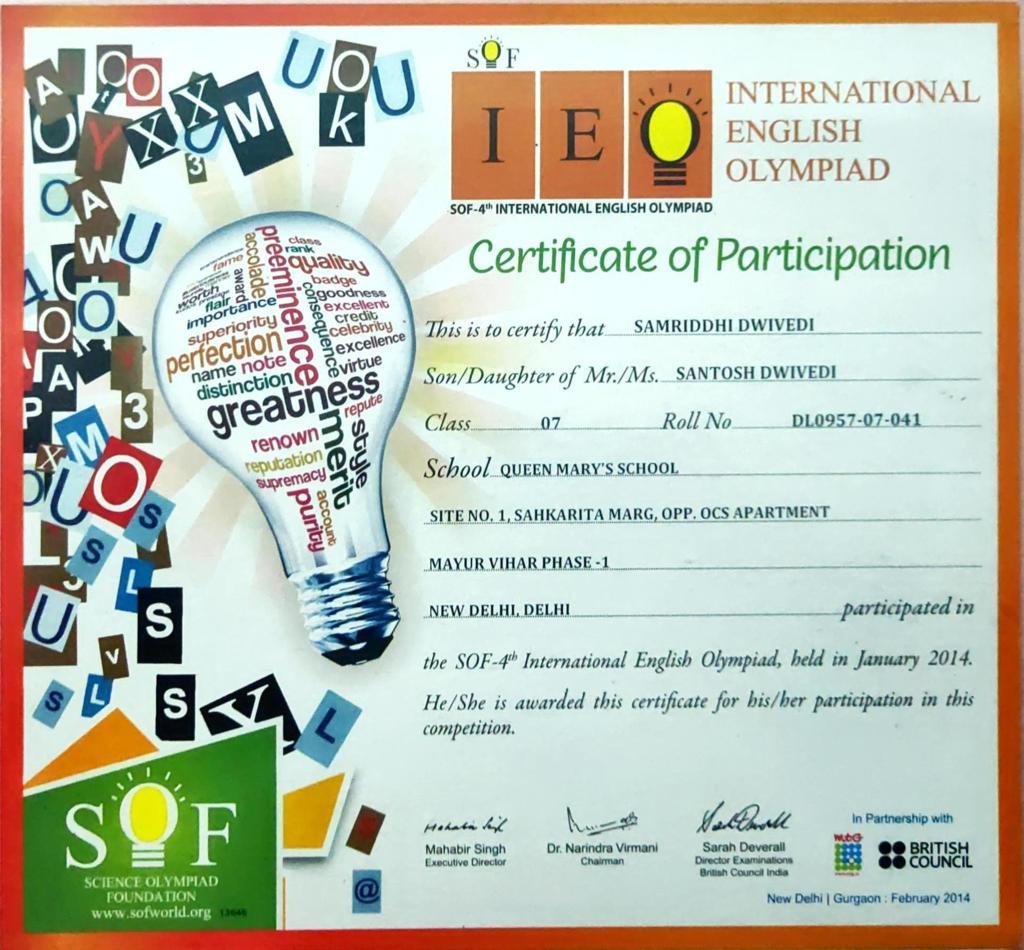 SOF
IEO
INTERNATIONAL
ENGLISH
OLYMPIAD
SOF-4th INTERNATIONAL ENGLISH OLYMPIAD
Certificate of Participation
This is to certify that SAMRIDDHI DWIVEDI
Son/Daughter of Mr./Ms. SANTOSH DWIVEDI
Class 07 Roll No DL0957-07-041
School QUEEN MARY'S SCHOOL
SITE NO. 1, SAHKARITA MARG, OPP. OCS APARTMENT
MAYUR VIHAR PHASE -1
NEW DELHI, DELHI participated in
the SOF-4th International English Olympiad, held in January 2014.
He/She is awarded this certificate for his/her participation in this
competition.
Mahabir Singh
Executive Director
Dr. Narindra Virmani
Chairman
Sarah Deverall
Director Examinations
British Council India
In Partnership with
BRITISH
COUNCIL
New Delhi | Gurgaon : February 2014
class
rank
quality
fame
accolade
preeminence
badge
worth
award
goodness
flair
consequence
excellent
importance
credit
celebrity
superiority
excellence
perfection
virtue
name note
distinction
greatness
repute
renown
merit
style
reputation
supremacy
purity
account
SOF
SCIENCE OLYMPIAD
FOUNDATION
www.sofworld.org 13646